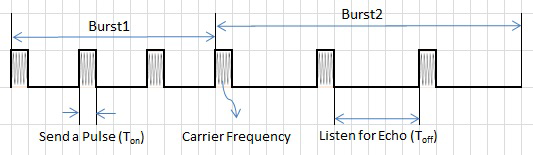 Burst1
Burst2
Send a Pulse (Ton)
Carrier Frequency
Listen for Echo (Toff)